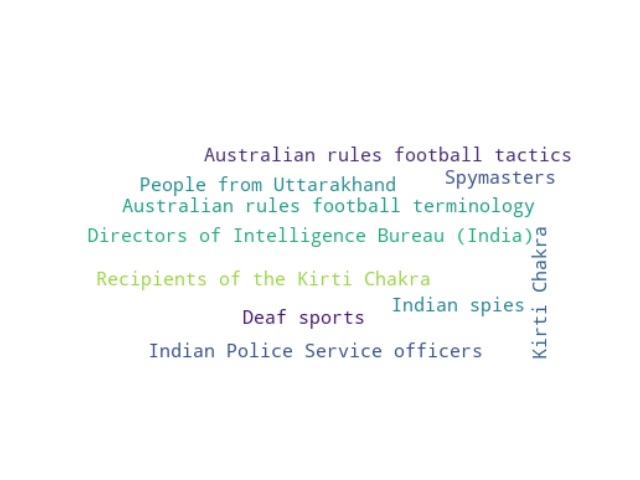 Australian rules football tactics
Spymasters
People from Uttarakhand
Australian rules football terminology
Directors of Intelligence Bureau (India)
Kirti Chakra
Recipients of the Kirti Chakra
Indian spies
Deaf sports
Indian Police Service officers